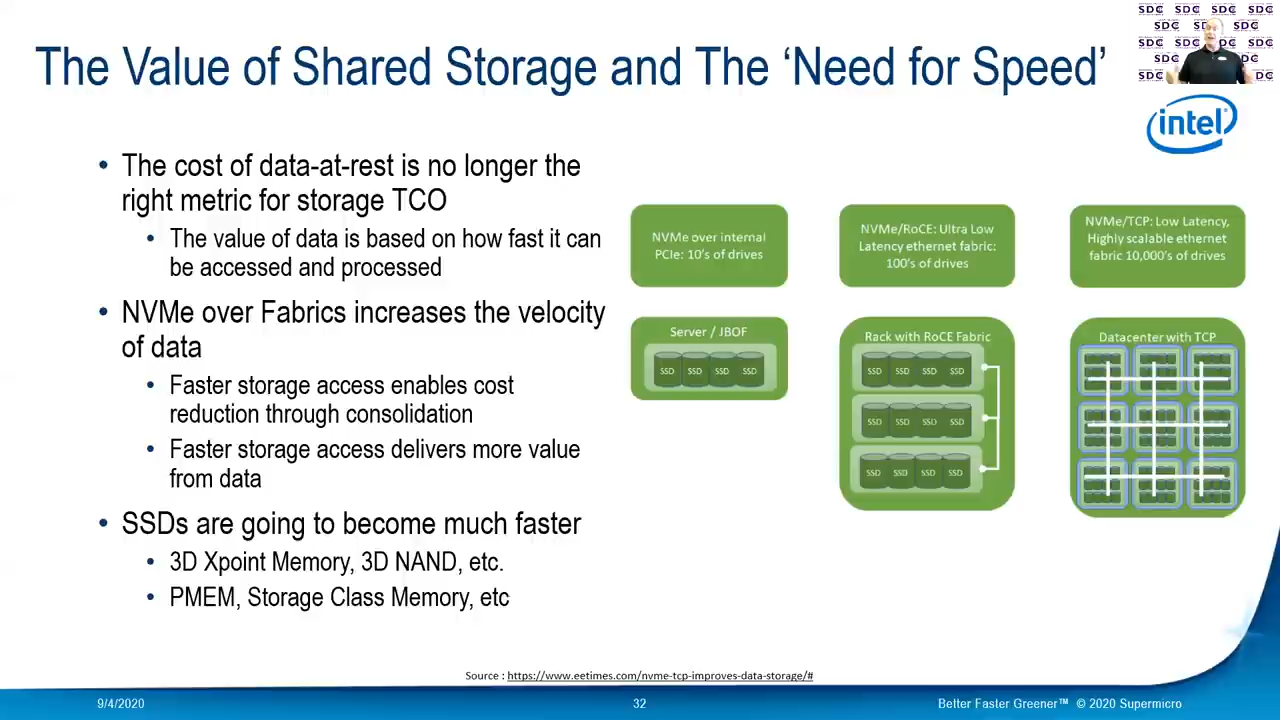 The Value of Shared Storage and The ‘Need for Speed’
SDC SDC SDC SDC
SDC SDC
SDC SDC
SDC SDC
SDC SDC
intel
• The cost of data-at-rest is no longer the
right metric for storage TCO
• The value of data is based on how fast it can
be accessed and processed
• NVMe over Fabrics increases the velocity
of data
• Faster storage access enables cost
reduction through consolidation
• Faster storage access delivers more value
from data
• SSDs are going to become much faster
• 3D Xpoint Memory, 3D NAND, etc.
• PMEM, Storage Class Memory, etc
NVMe over internal
PCIe: 10's of drives
Server / JBOF
SSD SSD SSD SSD
NVMe/RoCE: Ultra Low
Latency ethernet fabric:
100's of drives
Rack with RoCE Fabric
SSD SSD SSD SSD
SSD SSD SSD SSD
SSD SSD SSD SSD
NVMe/TCP: Low Latency,
Highly scalable ethernet
fabric 10,000's of drives
Datacenter with TCP
Source : https://www.eetimes.com/nvme-tcp-improves-data-storage/#
9/4/2020
32
Better Faster Greener™ © 2020 Supermicro